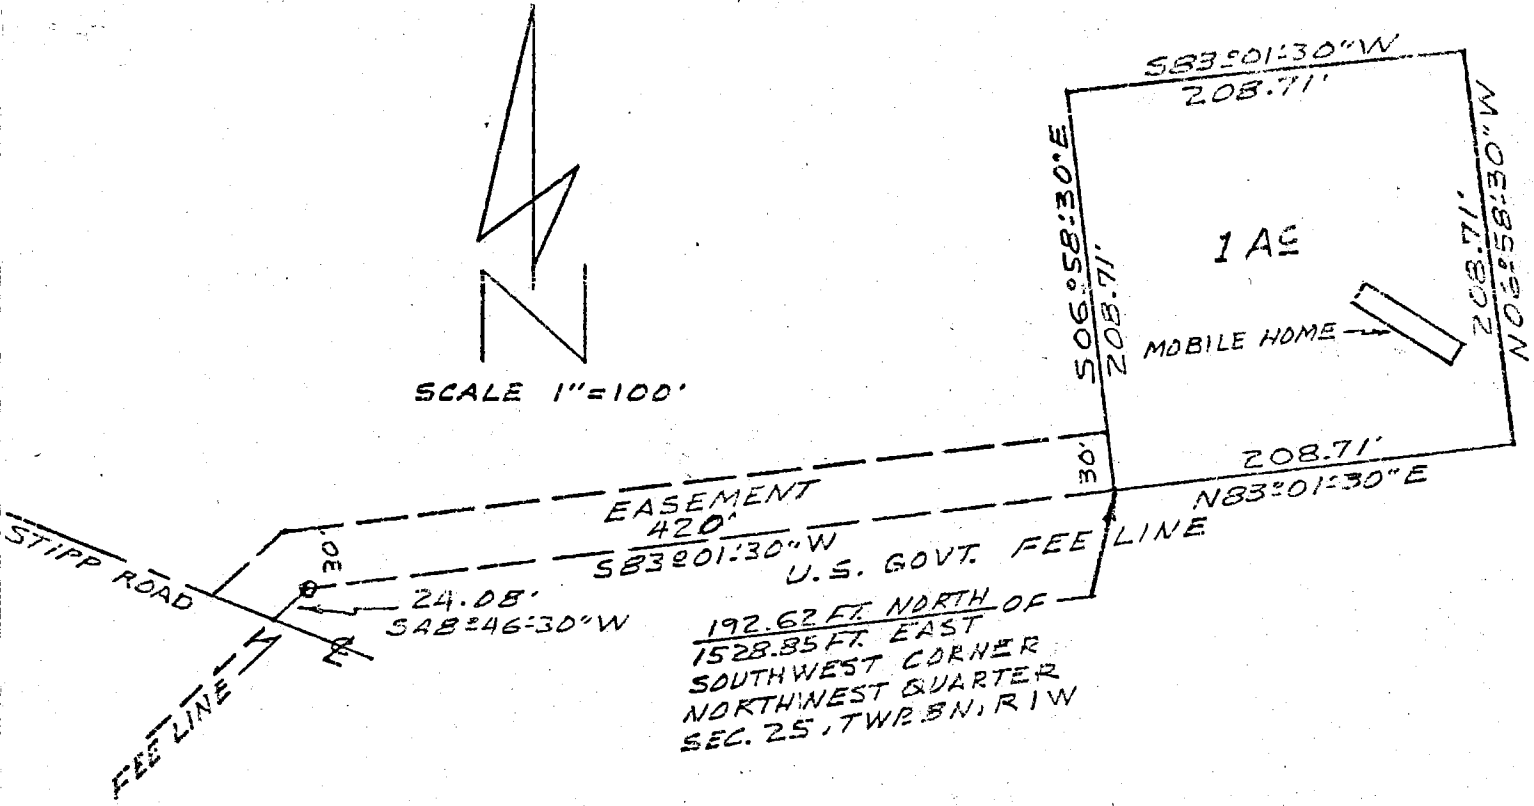 S83°01'30"W
208.71'
S06°58'30"E
208.71'
1 Ac
208.71'
N06°58'30"W
MOBILE HOME
N
SCALE 1"=100'
208.71'
N83°01'30"E
30'
EASEMENT
420'
S83°01'30"W
U.S. GOVT. FEE LINE
30'
STIPP ROAD
24.08'
S48°46'30"W
℄
FEE LINE
192.62 FT. NORTH OF
1528.85 FT. EAST
SOUTHWEST CORNER
NORTHWEST QUARTER
SEC. 25, TWP. 8N, R1W